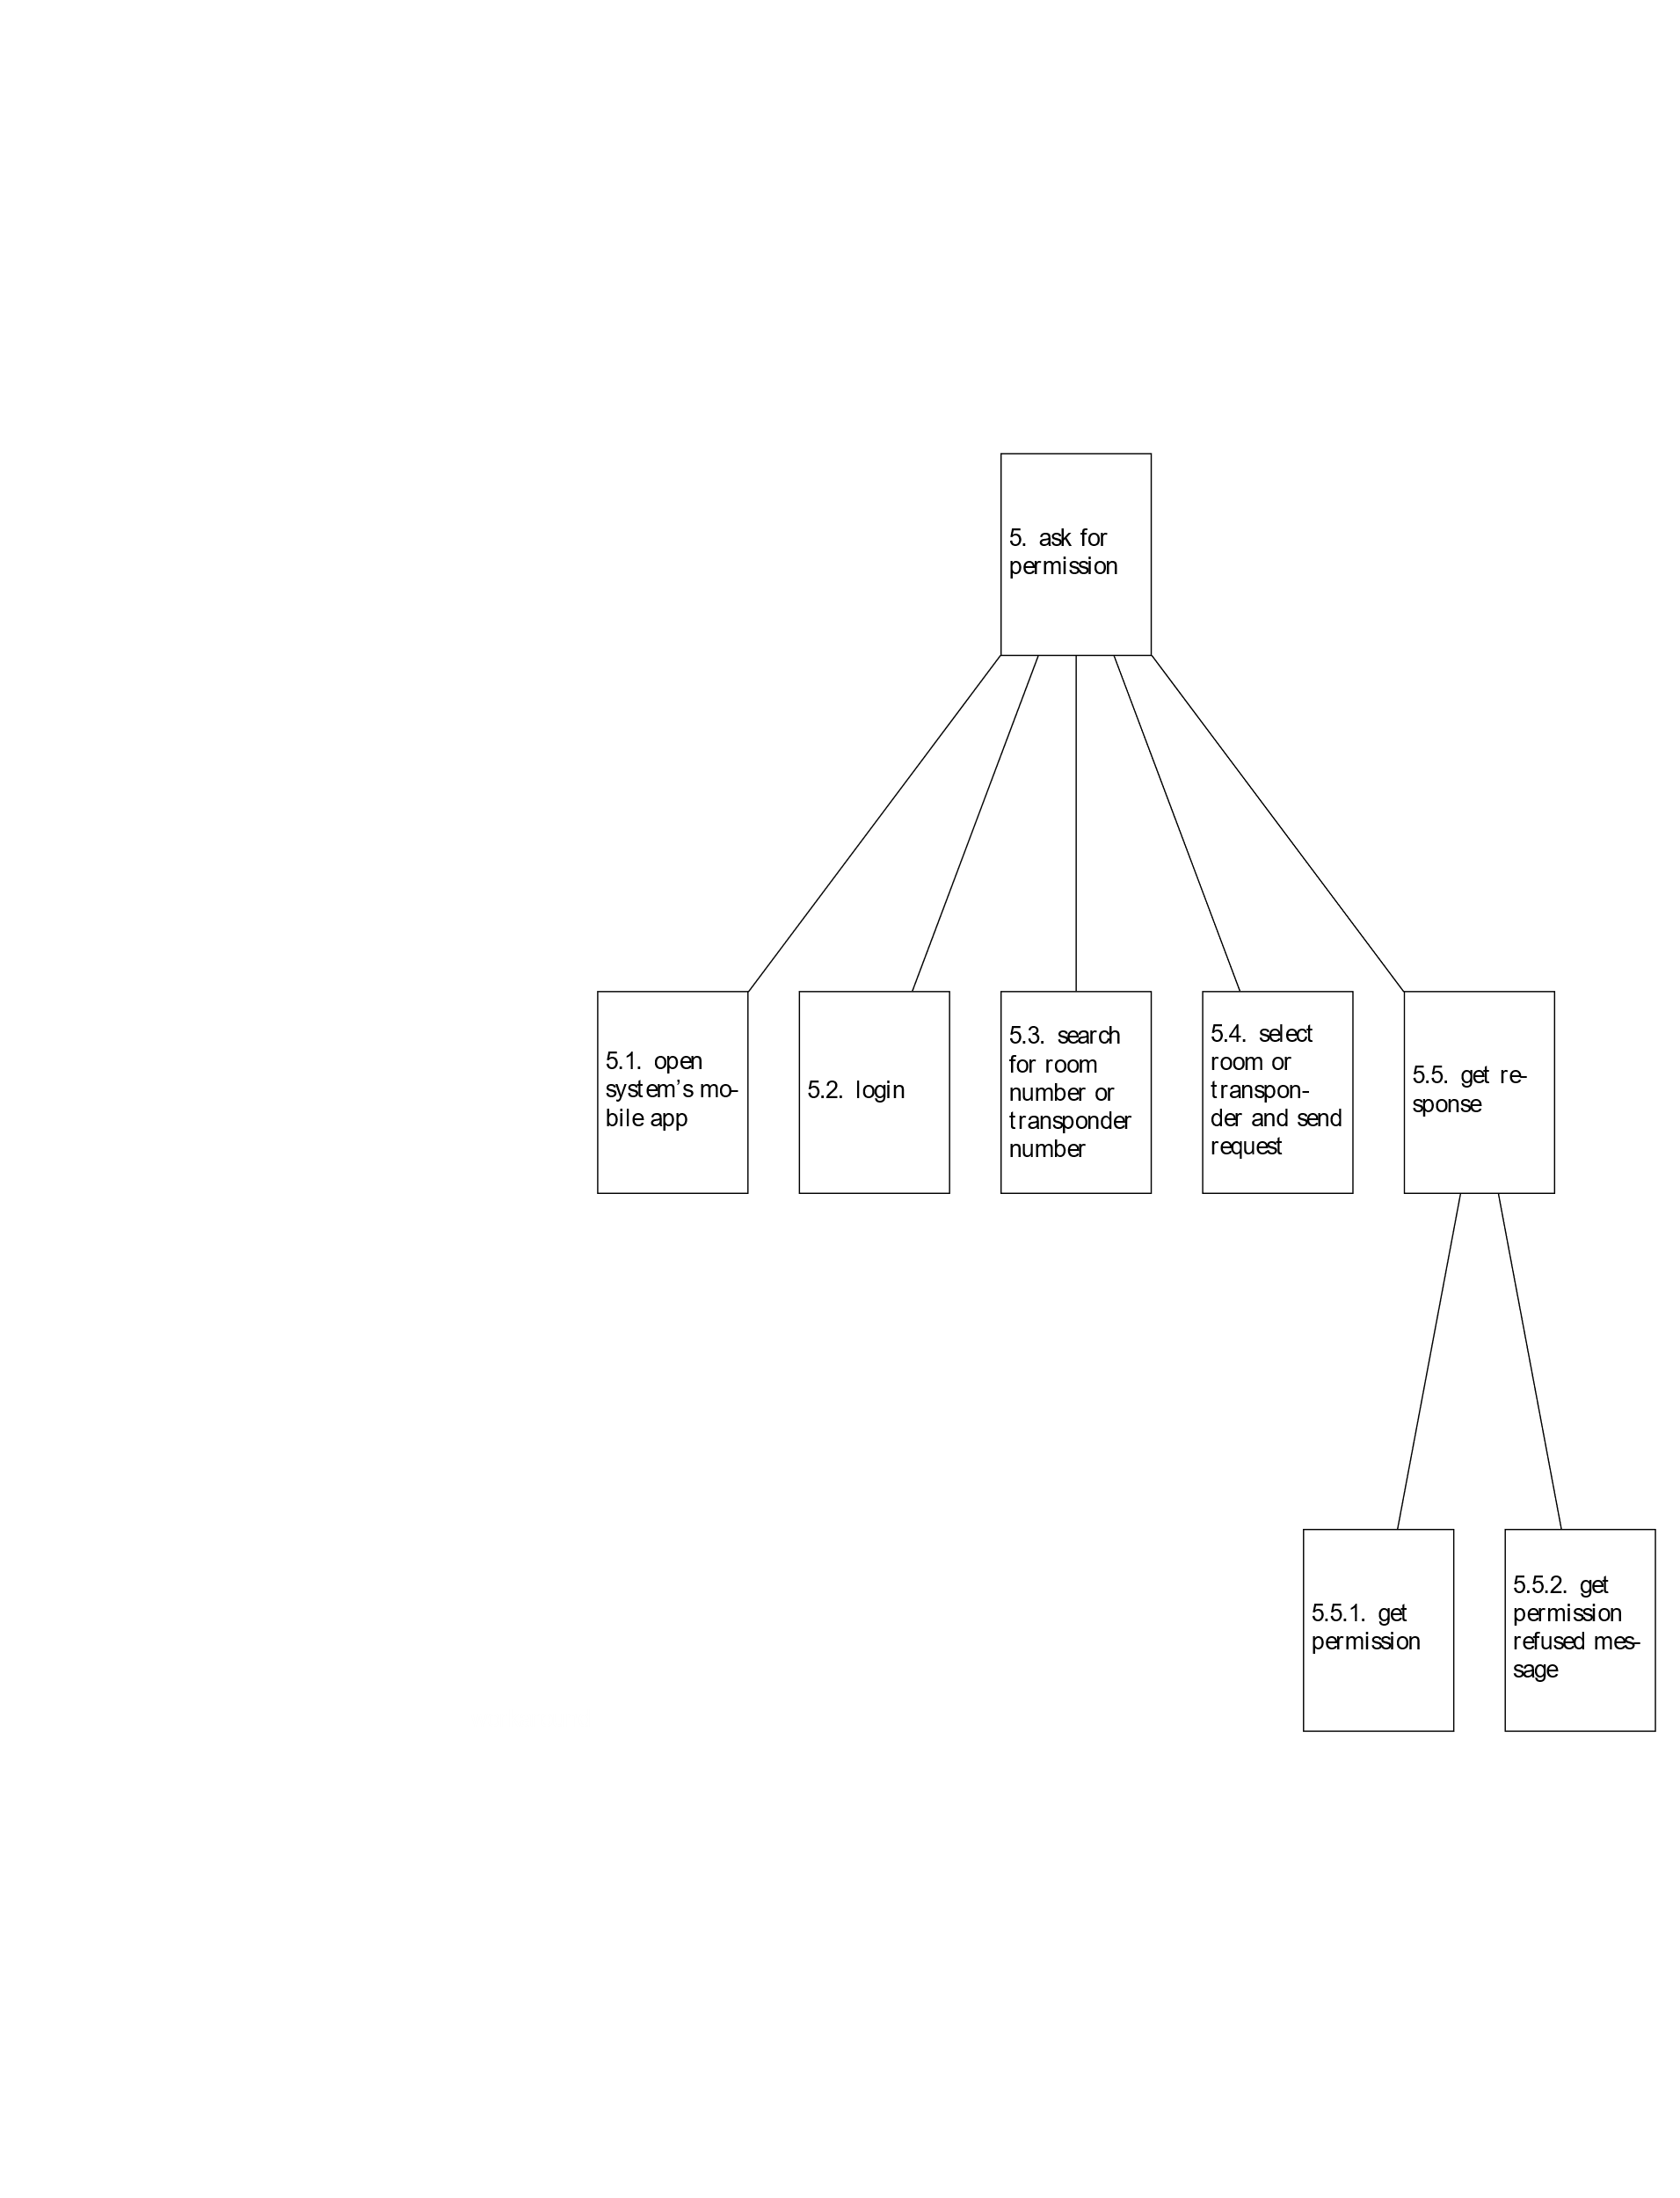 5. ask for
permission
5.1. open
system’s mo-
bile app
5.2. login
5.3. search
for room
number or
transponder
number
5.4. select
room or
transpon-
der and send
request
5.5. get re-
sponse
5.5.1. get
permission
5.5.2. get
permission
refused mes-
sage